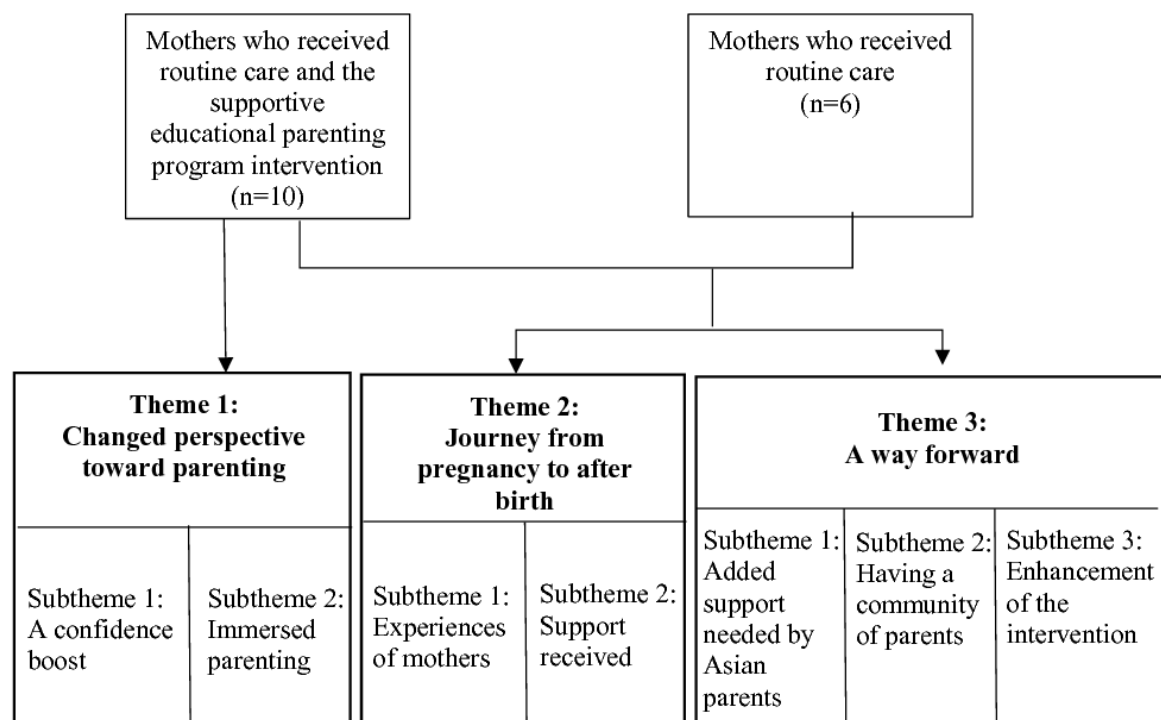 Mothers who received
routine care and the
supportive
educational parenting
program intervention
(n=10)
Mothers who received
routine care
(n=6)
Theme 1:
Changed perspective
toward parenting
Subtheme 1:
A confidence
boost
Subtheme 2:
Immersed
parenting
Theme 2:
Journey from
pregnancy to after
birth
Subtheme 1:
Experiences
of mothers
Subtheme 2:
Support
received
Theme 3:
A way forward
Subtheme 1:
Added
support
needed by
Asian
parents
Subtheme 2:
Having a
community
of parents
Subtheme 3:
Enhancement
of the
intervention